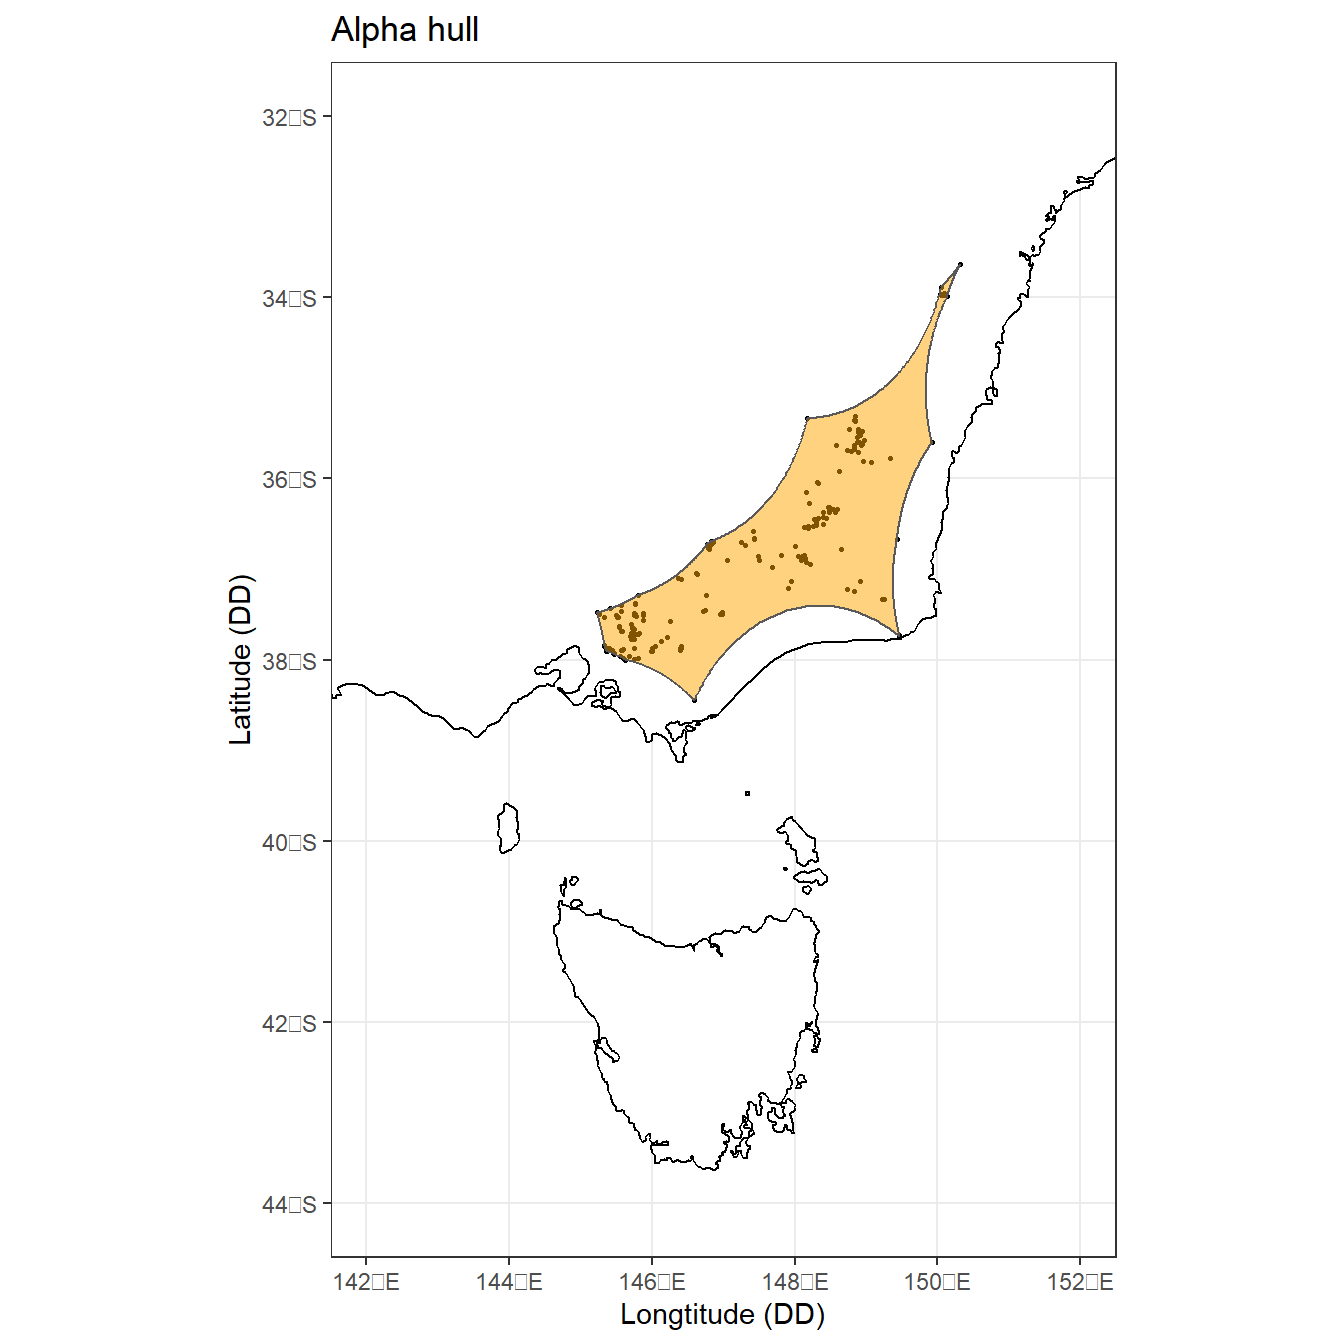 Alpha hull
32□S
34□S
36□S
38□S
40□S
42□S
44□S
Latitude (DD)
142□E 144□E 146□E 148□E 150□E 152□E
Longtitude (DD)